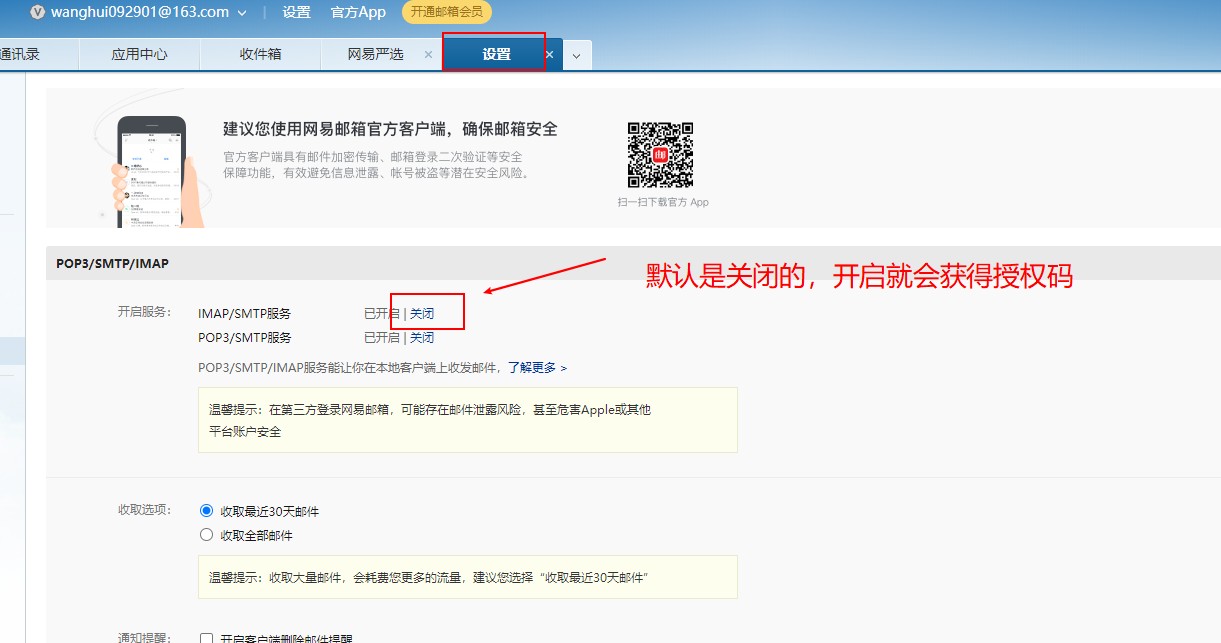 wanghui092901@163.com 设置 官方App 开通邮箱会员
通讯录 应用中心 收件箱 网易严选 × 设置 ×
建议您使用网易邮箱官方客户端，确保邮箱安全
官方客户端具有邮件加密传输、邮箱登录二次验证等安全
保障功能，有效避免信息泄露、帐号被盗等潜在安全风险。
扫一扫下载官方 App
POP3/SMTP/IMAP
默认是关闭的，开启就会获得授权码
开启服务： IMAP/SMTP服务 已开启 | 关闭
POP3/SMTP服务 已开启 | 关闭
POP3/SMTP/IMAP服务能让你在本地客户端上收发邮件，了解更多 >
温馨提示：在第三方登录网易邮箱，可能存在邮件泄露风险，甚至危害Apple或其他
平台账户安全
收取选项： 收取最近30天邮件
收取全部邮件
温馨提示：收取大量邮件，会耗费您更多的流量，建议您选择“收取最近30天邮件”
通知提醒： 开启客户端删除邮件提醒